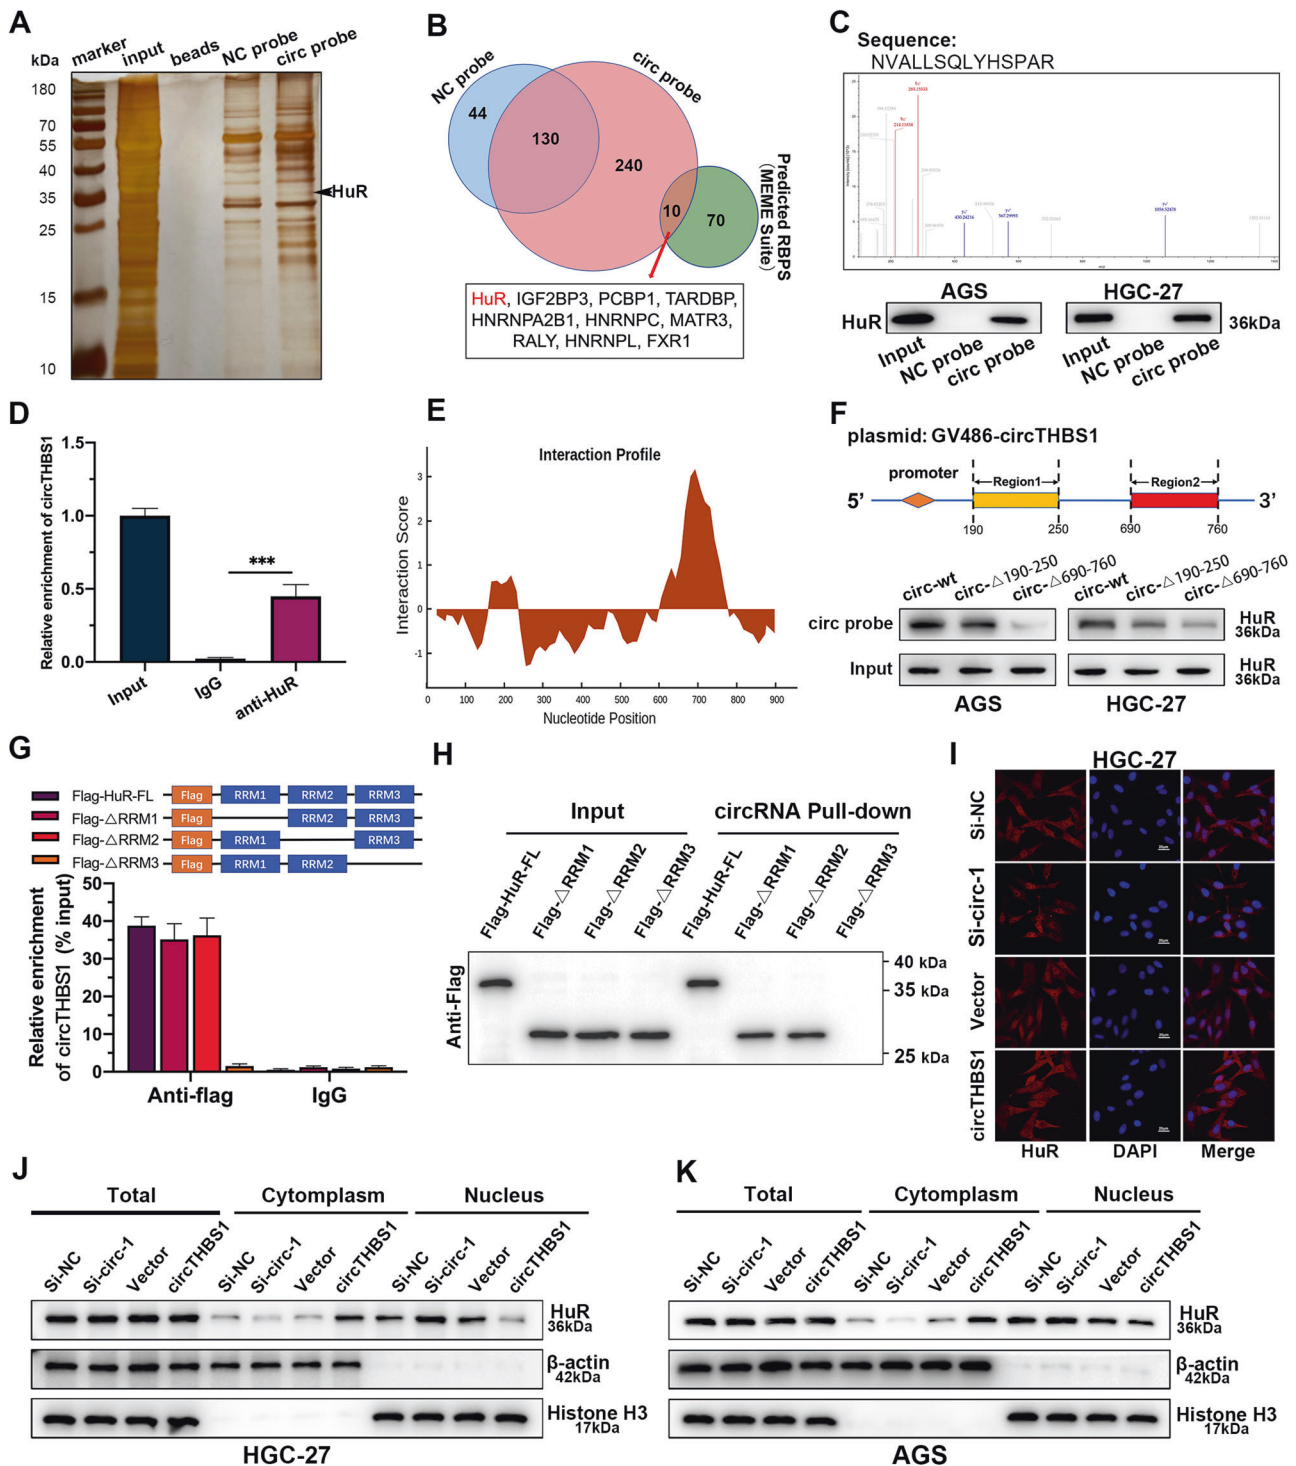 A
marker
input
beads
NC probe
circ probe
kDa
180
70
55
40
35
25
15
10
HuR
B
NC probe
circ probe
44
130
240
10
70
Predicted RBPS
(MEME Suite)
HuR, IGF2BP3, PCBP1, TARDBP,
HNRNPA2B1, HNRNPC, MATR3,
RALY, HNRNPL, FXR1
C
Sequence:
NVALLSQLYHSPAR
AGS
HGC-27
HuR
36kDa
Input
NC probe
circ probe
Input
NC probe
circ probe
D
Relative enrichment of circTHBS1
1.5
1.0
0.5
0.0
***
Input
IgG
anti-HuR
E
Interaction Profile
Interaction Score
3
2
1
0
-1
0
100
200
300
400
500
600
700
800
900
Nucleotide Position
F
plasmid: GV486-circTHBS1
promoter
Region1
Region2
5’
3’
190
250
690
760
circ-wt
circ-△190-250
circ-△690-760
circ-wt
circ-△190-250
circ-△690-760
circ probe
HuR
36kDa
Input
HuR
36kDa
AGS
HGC-27
G
Flag-HuR-FL
Flag
RRM1
RRM2
RRM3
Flag-△RRM1
Flag
RRM2
RRM3
Flag-△RRM2
Flag
RRM1
RRM3
Flag-△RRM3
Flag
RRM1
RRM2
Relative enrichment
of circTHBS1 (% input)
50
40
30
20
10
0
Anti-flag
IgG
H
Input
circRNA Pull-down
Flag-HuR-FL
Flag-△RRM1
Flag-△RRM2
Flag-△RRM3
Flag-HuR-FL
Flag-△RRM1
Flag-△RRM2
Flag-△RRM3
Anti-Flag
40 kDa
35 kDa
25 kDa
I
HGC-27
Si-NC
Si-circ-1
Vector
circTHBS1
HuR
DAPI
Merge
J
Total
Cytomplasm
Nucleus
Si-NC
Si-circ-1
Vector
circTHBS1
Si-NC
Si-circ-1
Vector
circTHBS1
Si-NC
Si-circ-1
Vector
circTHBS1
HuR
36kDa
β-actin
42kDa
Histone H3
17kDa
HGC-27
K
Total
Cytomplasm
Nucleus
Si-NC
Si-circ-1
Vector
circTHBS1
Si-NC
Si-circ-1
Vector
circTHBS1
Si-NC
Si-circ-1
Vector
circTHBS1
HuR
36kDa
β-actin
42kDa
Histone H3
17kDa
AGS